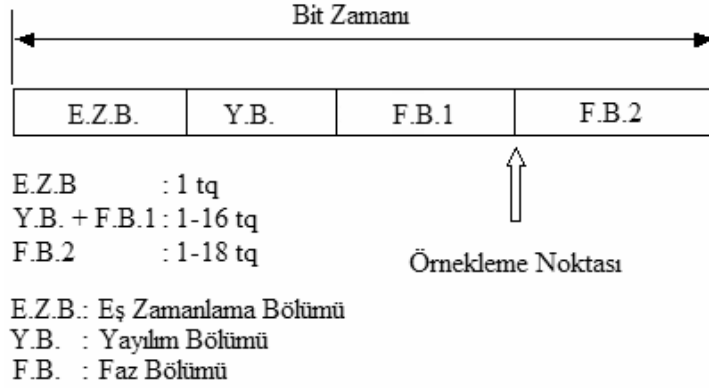 Bit Zamanı
E.Z.B. Y.B. F.B.1 F.B.2
E.Z.B : 1 tq
Y.B. + F.B.1 : 1-16 tq
F.B.2 : 1-18 tq
Örnekleme Noktası
E.Z.B.: Eş Zamanlama Bölümü
Y.B. : Yayılım Bölümü
F.B. : Faz Bölümü